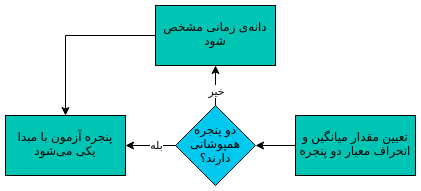 دانه‌ی زمانی مشخص
شود
خیر
تعیین مقدار میانگین و
انحراف معیار دو پنجره
دو پنجره
همپوشانی
دارند؟
بله
پنجره آزمون با مبدا
یکی می‌شود